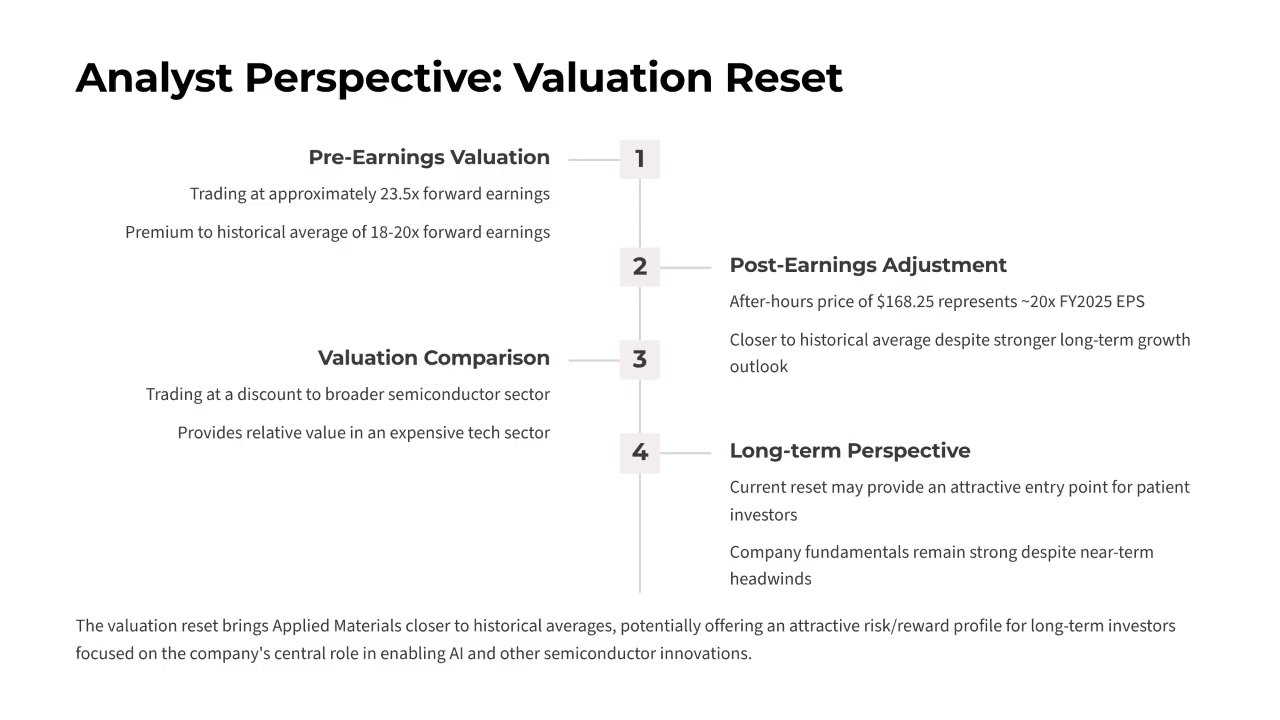 Analyst Perspective: Valuation Reset
1
Pre-Earnings Valuation
Trading at approximately 23.5x forward earnings
Premium to historical average of 18-20x forward earnings
2
Post-Earnings Adjustment
After-hours price of $168.25 represents ~20x FY2025 EPS
Closer to historical average despite stronger long-term growth
outlook
3
Valuation Comparison
Trading at a discount to broader semiconductor sector
Provides relative value in an expensive tech sector
4
Long-term Perspective
Current reset may provide an attractive entry point for patient
investors
Company fundamentals remain strong despite near-term
headwinds
The valuation reset brings Applied Materials closer to historical averages, potentially offering an attractive risk/reward profile for long-term investors
focused on the company's central role in enabling AI and other semiconductor innovations.